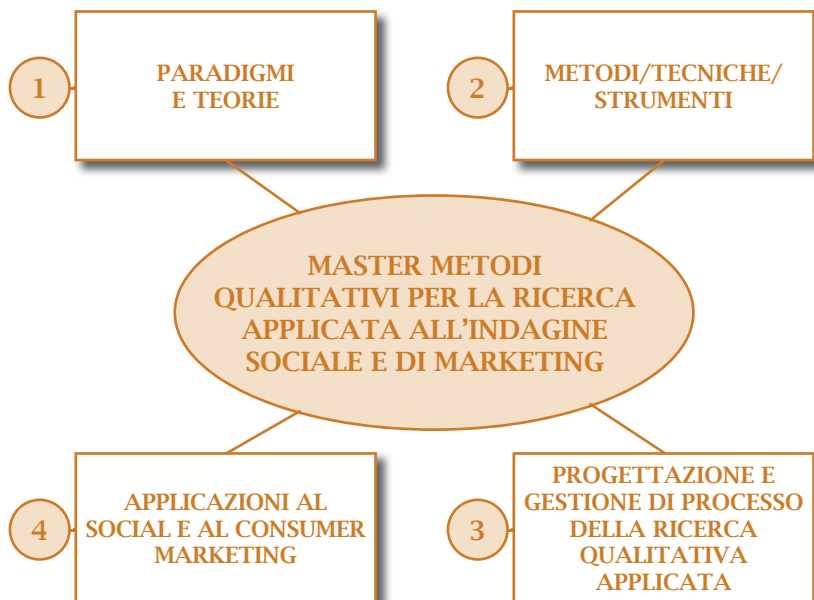 1
PARADIGMI
E TEORIE
2
METODI/TECNICHE/
STRUMENTI
MASTER METODI
QUALITATIVI PER LA RICERCA
APPLICATA ALL’INDAGINE
SOCIALE E DI MARKETING
4
APPLICAZIONI AL
SOCIAL E AL CONSUMER
MARKETING
3
PROGETTAZIONE E
GESTIONE DI PROCESSO
DELLA RICERCA
QUALITATIVA
APPLICATA